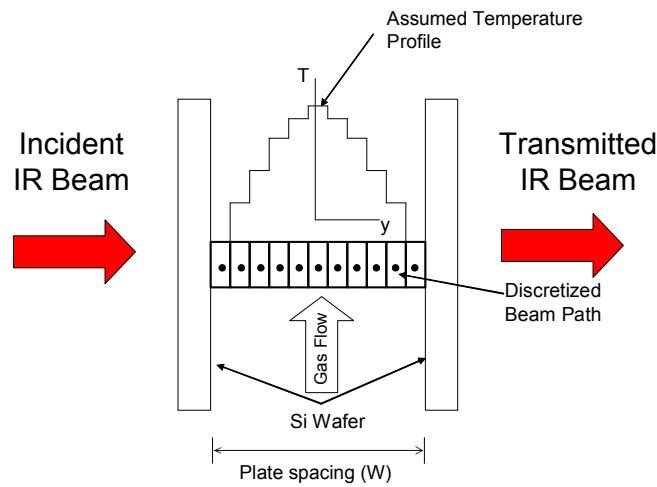 Assumed Temperature
Profile
T
Incident
IR Beam
Transmitted
IR Beam
y
Discretized
Beam Path
Gas Flow
Si Wafer
Plate spacing (W)